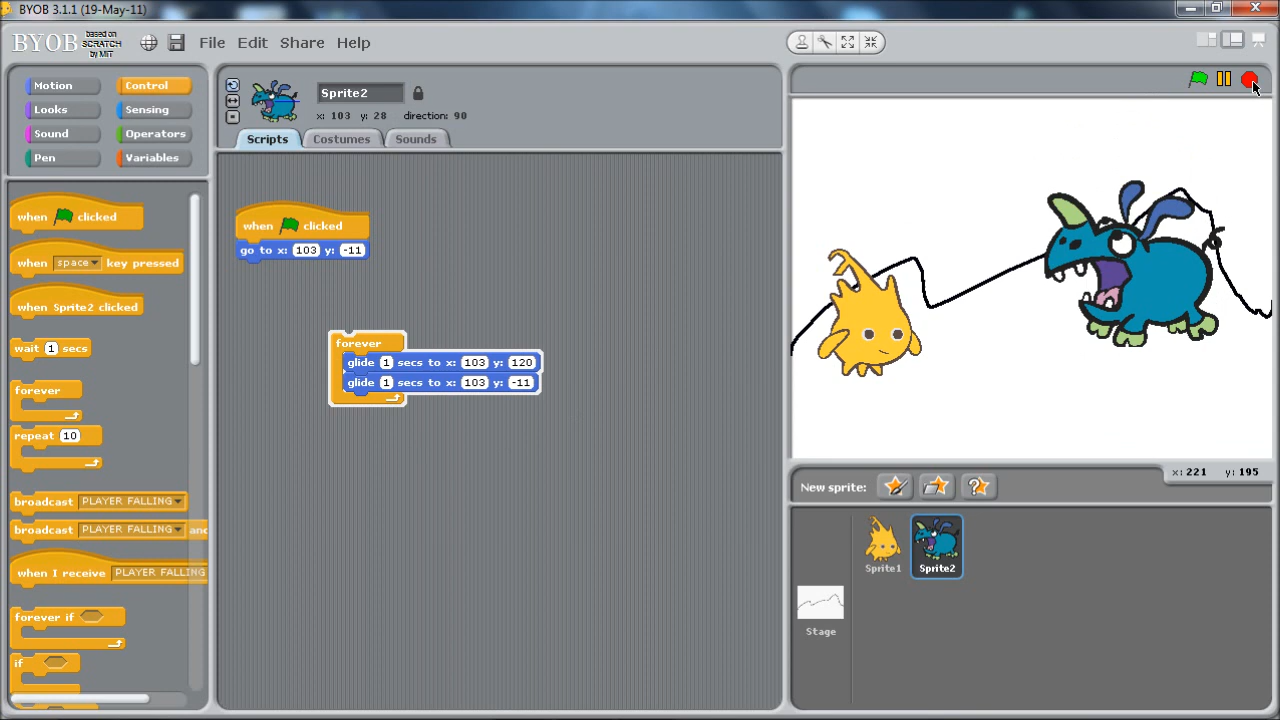 BYOB 3.1.1 (19-May-11)
BYOB based on SCRATCH by MIT File Edit Share Help
Motion Control
Looks Sensing
Sound Operators
Pen Variables
when clicked
when space key pressed
when Sprite2 clicked
wait 1 secs
forever
repeat 10
broadcast PLAYER FALLING
broadcast PLAYER FALLING and
when I receive PLAYER FALLING
forever if
if
Sprite2
x: 103 y: 28 direction: 90
Scripts Costumes Sounds
when clicked
go to x: 103 y: -11
forever
glide 1 secs to x: 103 y: 120
glide 1 secs to x: 103 y: -11
x: 221 y: 195
New sprite:
Sprite1 Sprite2
Stage